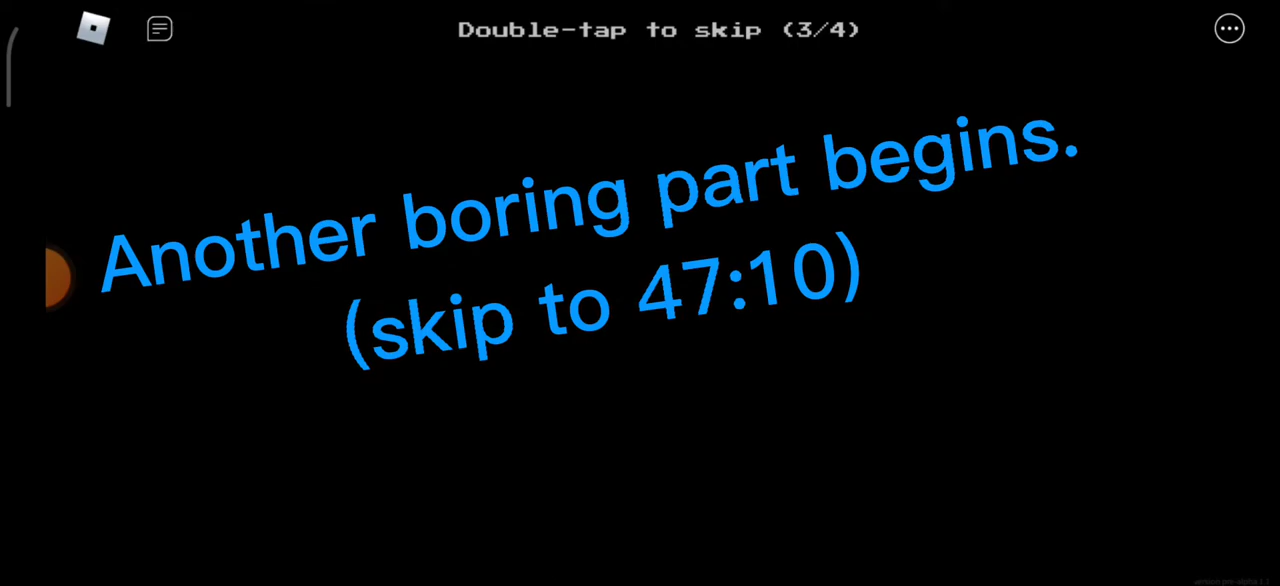 Double-tap to skip (3/4)
Another boring part begins.
(skip to 47:10)